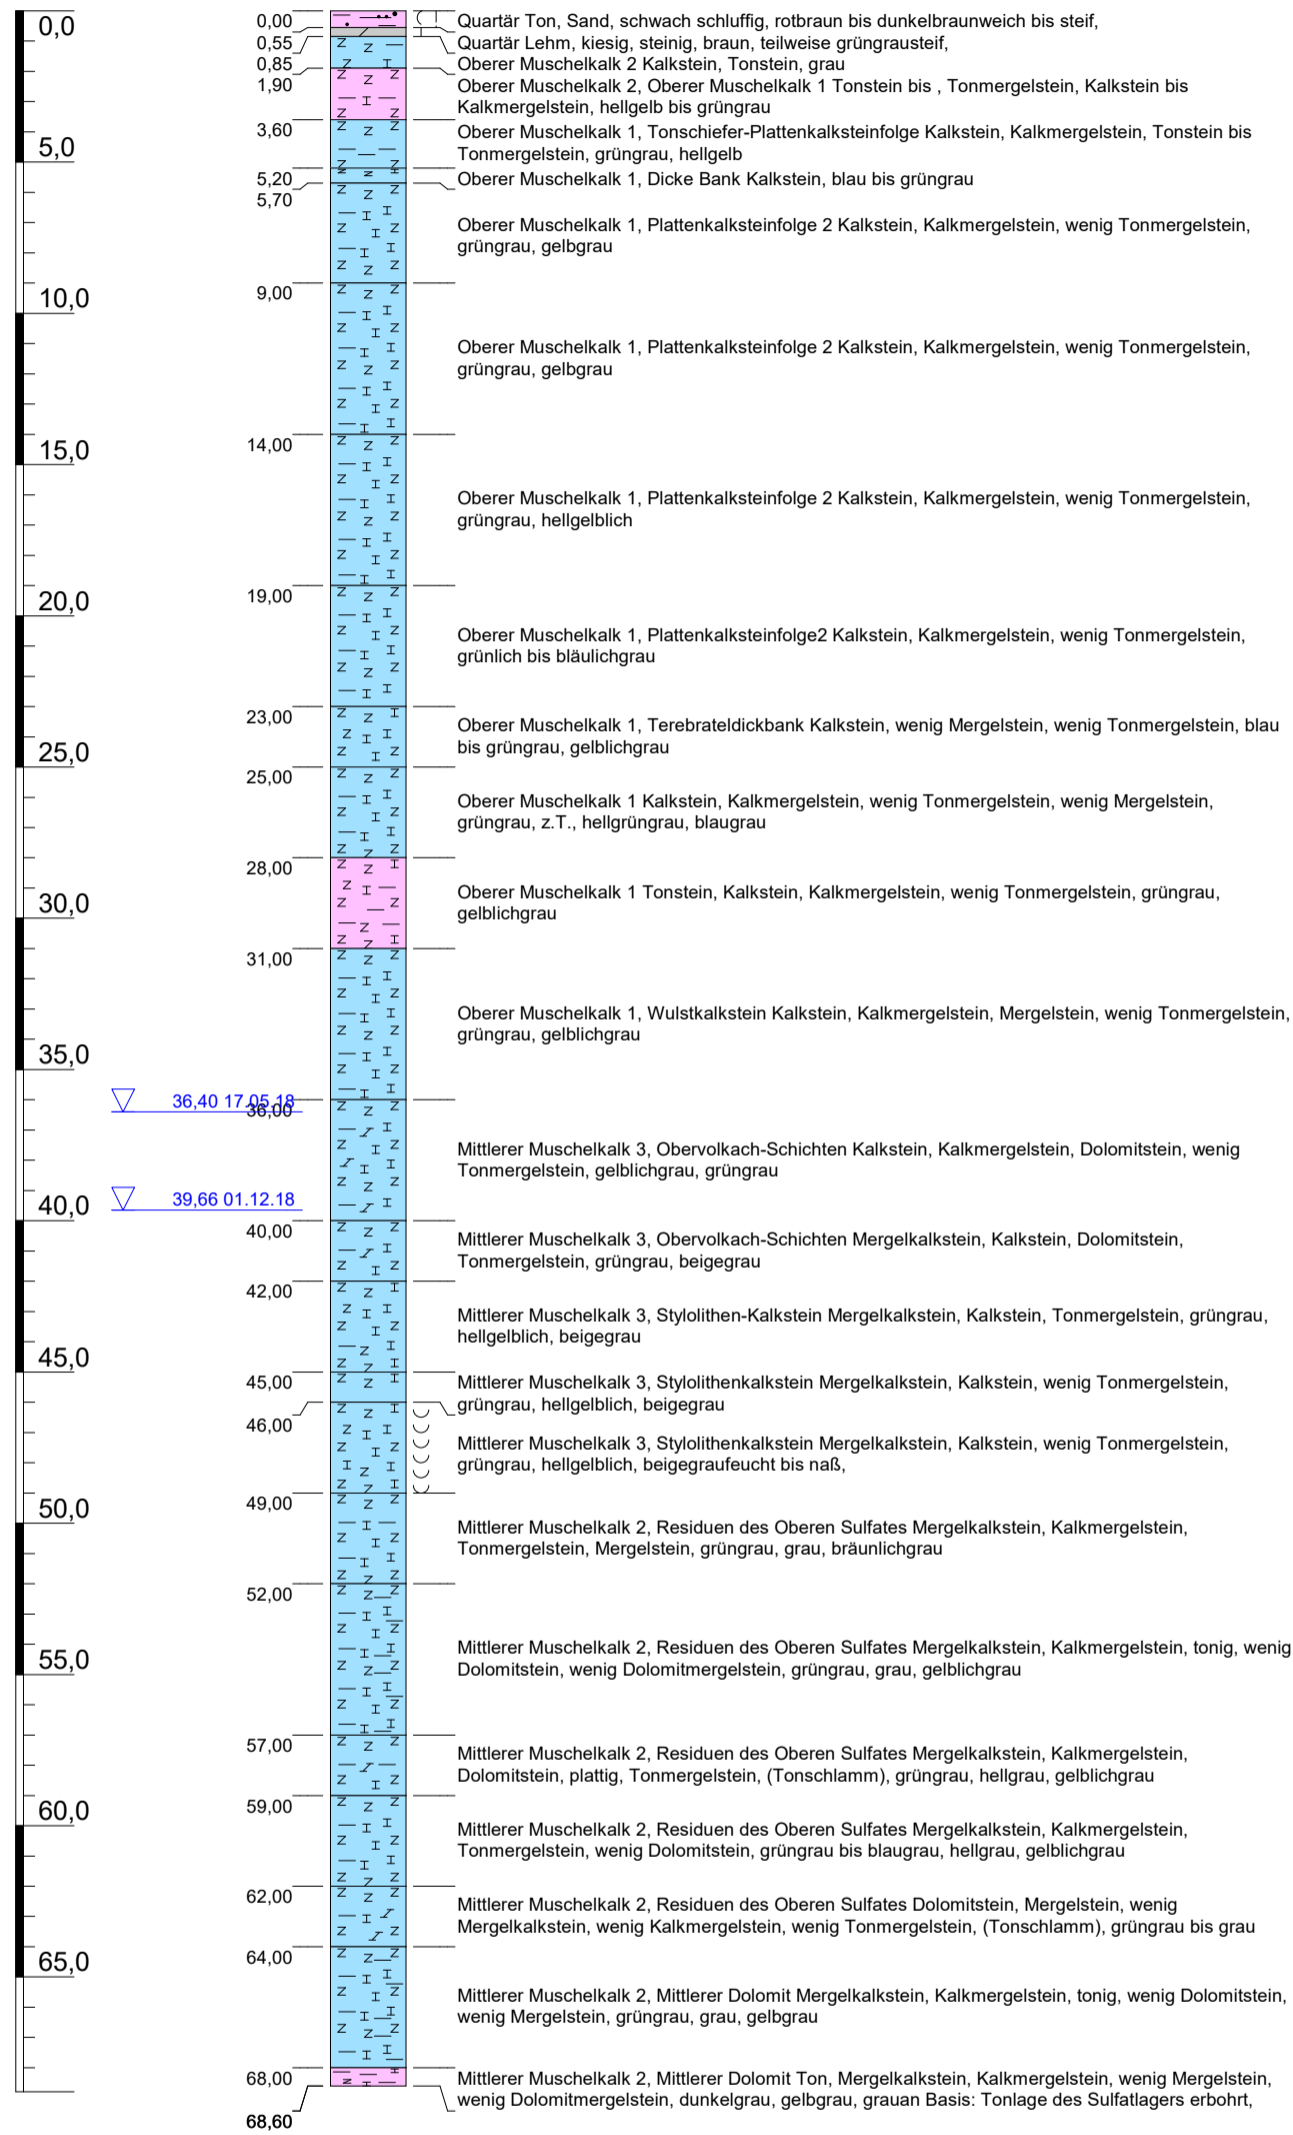 0,0
0,00
Quartär Ton, Sand, schwach schluffig, rotbraun bis dunkelbraunweich bis steif,
0,55
Quartär Lehm, kiesig, steinig, braun, teilweise grüngrausteif,
0,85
Oberer Muschelkalk 2 Kalkstein, Tonstein, grau
1,90
Oberer Muschelkalk 2, Oberer Muschelkalk 1 Tonstein bis , Tonmergelstein, Kalkstein bis
Kalkmergelstein, hellgelb bis grüngrau
3,60
Oberer Muschelkalk 1, Tonschiefer-Plattenkalksteinfolge Kalkstein, Kalkmergelstein, Tonstein bis
Tonmergelstein, grüngrau, hellgelb
5,0
5,20
Oberer Muschelkalk 1, Dicke Bank Kalkstein, blau bis grüngrau
5,70
Oberer Muschelkalk 1, Plattenkalksteinfolge 2 Kalkstein, Kalkmergelstein, wenig Tonmergelstein,
grüngrau, gelbgrau
9,00
10,0
Oberer Muschelkalk 1, Plattenkalksteinfolge 2 Kalkstein, Kalkmergelstein, wenig Tonmergelstein,
grüngrau, gelbgrau
14,00
15,0
Oberer Muschelkalk 1, Plattenkalksteinfolge 2 Kalkstein, Kalkmergelstein, wenig Tonmergelstein,
grüngrau, hellgelblich
19,00
20,0
Oberer Muschelkalk 1, Plattenkalksteinfolge2 Kalkstein, Kalkmergelstein, wenig Tonmergelstein,
grünlich bis bläulichgrau
23,00
Oberer Muschelkalk 1, Terebrateldickbank Kalkstein, wenig Mergelstein, wenig Tonmergelstein, blau
bis grüngrau, gelblichgrau
25,0
25,00
Oberer Muschelkalk 1 Kalkstein, Kalkmergelstein, wenig Tonmergelstein, wenig Mergelstein,
grüngrau, z.T., hellgrüngrau, blaugrau
28,00
Oberer Muschelkalk 1 Tonstein, Kalkstein, Kalkmergelstein, wenig Tonmergelstein, grüngrau,
gelblichgrau
30,0
31,00
Oberer Muschelkalk 1, Wulstkalkstein Kalkstein, Kalkmergelstein, Mergelstein, wenig Tonmergelstein,
grüngrau, gelblichgrau
35,0
36,40 17.05.18
36,00
Mittlerer Muschelkalk 3, Obervolkach-Schichten Kalkstein, Kalkmergelstein, Dolomitstein, wenig
Tonmergelstein, gelblichgrau, grüngrau
39,66 01.12.18
40,0
40,00
Mittlerer Muschelkalk 3, Obervolkach-Schichten Mergelkalkstein, Kalkstein, Dolomitstein,
Tonmergelstein, grüngrau, beigegrau
42,00
Mittlerer Muschelkalk 3, Stylolithen-Kalkstein Mergelkalkstein, Kalkstein, Tonmergelstein, grüngrau,
hellgelblich, beigegrau
45,0
45,00
Mittlerer Muschelkalk 3, Stylolithenkalkstein Mergelkalkstein, Kalkstein, wenig Tonmergelstein,
grüngrau, hellgelblich, beigegrau
46,00
Mittlerer Muschelkalk 3, Stylolithenkalkstein Mergelkalkstein, Kalkstein, wenig Tonmergelstein,
grüngrau, hellgelblich, beigegraufeucht bis naß,
49,00
50,0
Mittlerer Muschelkalk 2, Residuen des Oberen Sulfates Mergelkalkstein, Kalkmergelstein,
Tonmergelstein, Mergelstein, grüngrau, grau, bräunlichgrau
52,00
Mittlerer Muschelkalk 2, Residuen des Oberen Sulfates Mergelkalkstein, Kalkmergelstein, tonig, wenig
Dolomitstein, wenig Dolomitmergelstein, grüngrau, grau, gelblichgrau
55,0
57,00
Mittlerer Muschelkalk 2, Residuen des Oberen Sulfates Mergelkalkstein, Kalkmergelstein,
Dolomitstein, plattig, Tonmergelstein, (Tonschlamm), grüngrau, hellgrau, gelblichgrau
59,00
60,0
Mittlerer Muschelkalk 2, Residuen des Oberen Sulfates Mergelkalkstein, Kalkmergelstein,
Tonmergelstein, wenig Dolomitstein, grüngrau bis blaugrau, hellgrau, gelblichgrau
62,00
Mittlerer Muschelkalk 2, Residuen des Oberen Sulfates Dolomitstein, Mergelstein, wenig
Mergelkalkstein, wenig Kalkmergelstein, wenig Tonmergelstein, (Tonschlamm), grüngrau bis grau
64,00
65,0
Mittlerer Muschelkalk 2, Mittlerer Dolomit Mergelkalkstein, Kalkmergelstein, tonig, wenig Dolomitstein,
wenig Mergelstein, grüngrau, grau, gelbgrau
68,00
Mittlerer Muschelkalk 2, Mittlerer Dolomit Ton, Mergelkalkstein, Kalkmergelstein, wenig Mergelstein,
wenig Dolomitmergelstein, dunkelgrau, gelbgrau, grauan Basis: Tonlage des Sulfatlagers erbohrt,
68,60